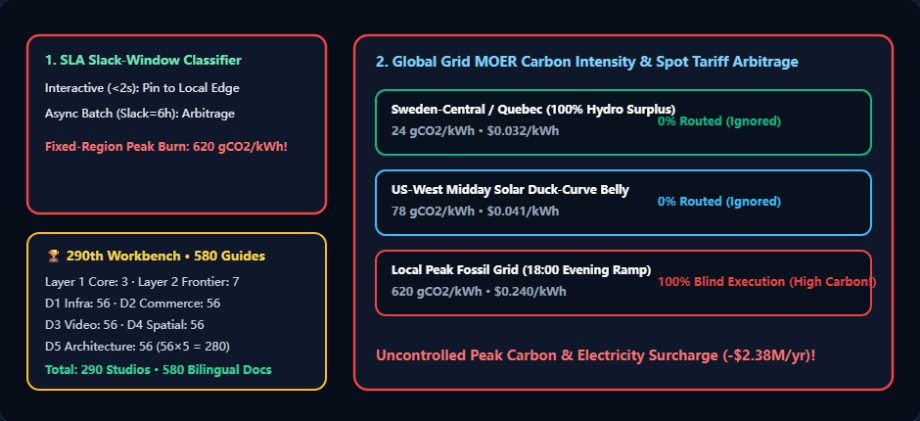 1. SLA Slack-Window Classifier
Interactive (<2s): Pin to Local Edge
Async Batch (Slack=6h): Arbitrage
Fixed-Region Peak Burn: 620 gCO2/kWh!
🏆 290th Workbench • 580 Guides
Layer 1 Core: 3 · Layer 2 Frontier: 7
D1 Infra: 56 · D2 Commerce: 56
D3 Video: 56 · D4 Spatial: 56
D5 Architecture: 56 (56×5 = 280)
Total: 290 Studios • 580 Bilingual Docs
2. Global Grid MOER Carbon Intensity & Spot Tariff Arbitrage
Sweden-Central / Quebec (100% Hydro Surplus)
0% Routed (Ignored)
24 gCO2/kWh • $0.032/kWh
US-West Midday Solar Duck-Curve Belly
0% Routed (Ignored)
78 gCO2/kWh • $0.041/kWh
Local Peak Fossil Grid (18:00 Evening Ramp)
100% Blind Execution (High Carbon!)
620 gCO2/kWh • $0.240/kWh
Uncontrolled Peak Carbon & Electricity Surcharge (-$2.38M/yr)!